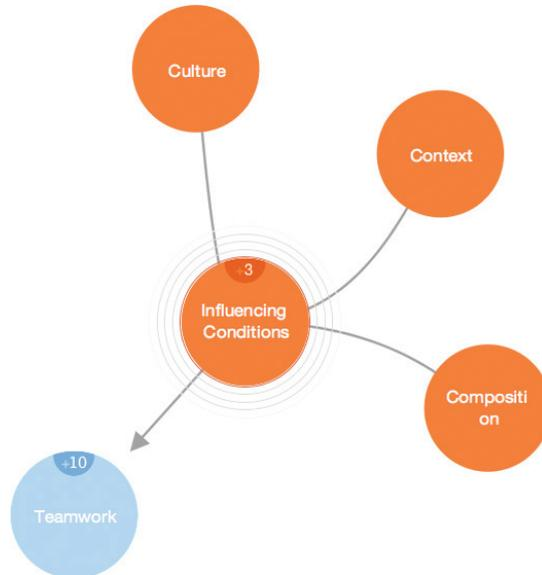 Culture
Context
+3
Influencing
Conditions
Compositi
on
+10
Teamwork